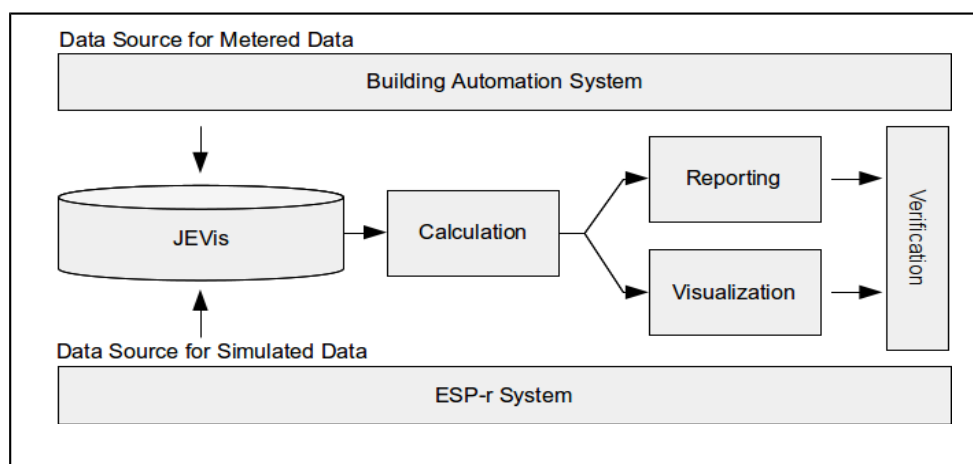 Data Source for Metered Data
Building Automation System
JEVis
Calculation
Reporting
Visualization
Verification
Data Source for Simulated Data
ESP-r System